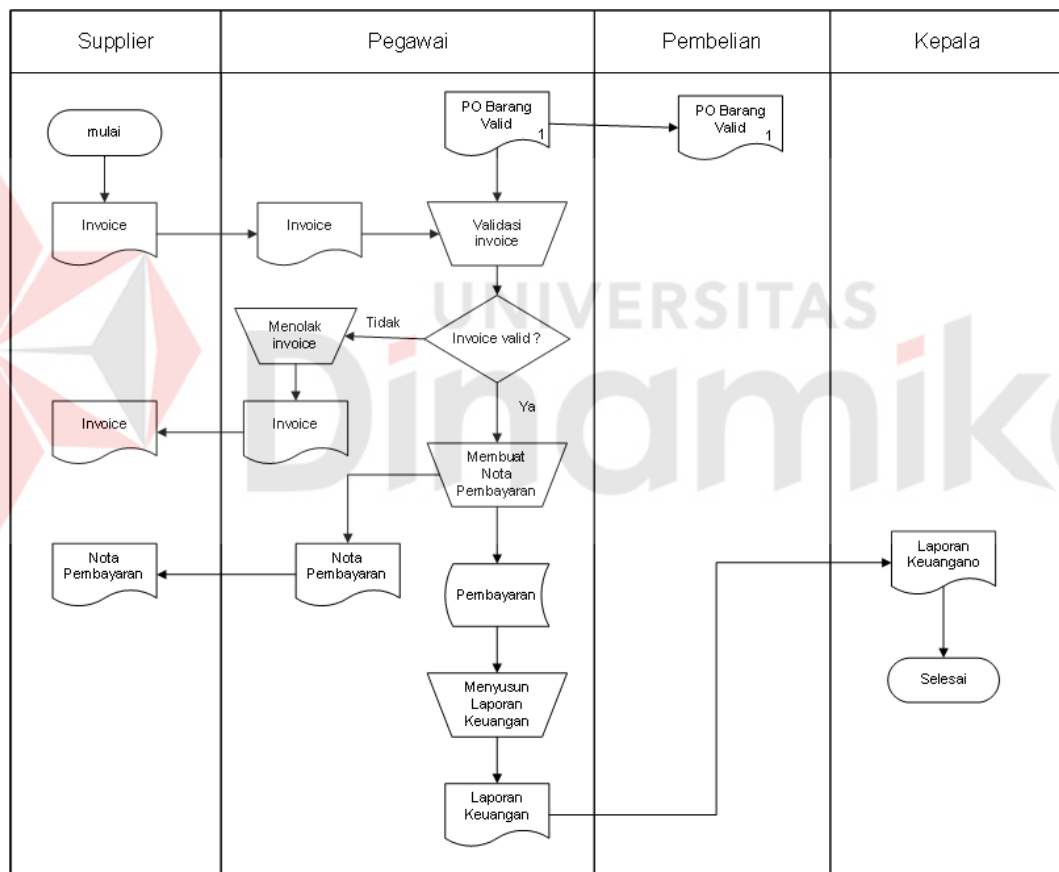 Supplier
Pegawai
Pembelian
Kepala
mulai
PO Barang
Valid
1
PO Barang
Valid
1
Invoice
Invoice
Validasi
invoice
UNIVERSITAS
Dinamika
Menolak
invoice
Tidak
Invoice valid ?
Invoice
Invoice
Ya
Membuat
Nota
Pembayaran
Nota
Pembayaran
Nota
Pembayaran
Pembayaran
Laporan
Keuangano
Selesai
Menyusun
Laporan
Keuangan
Laporan
Keuangan